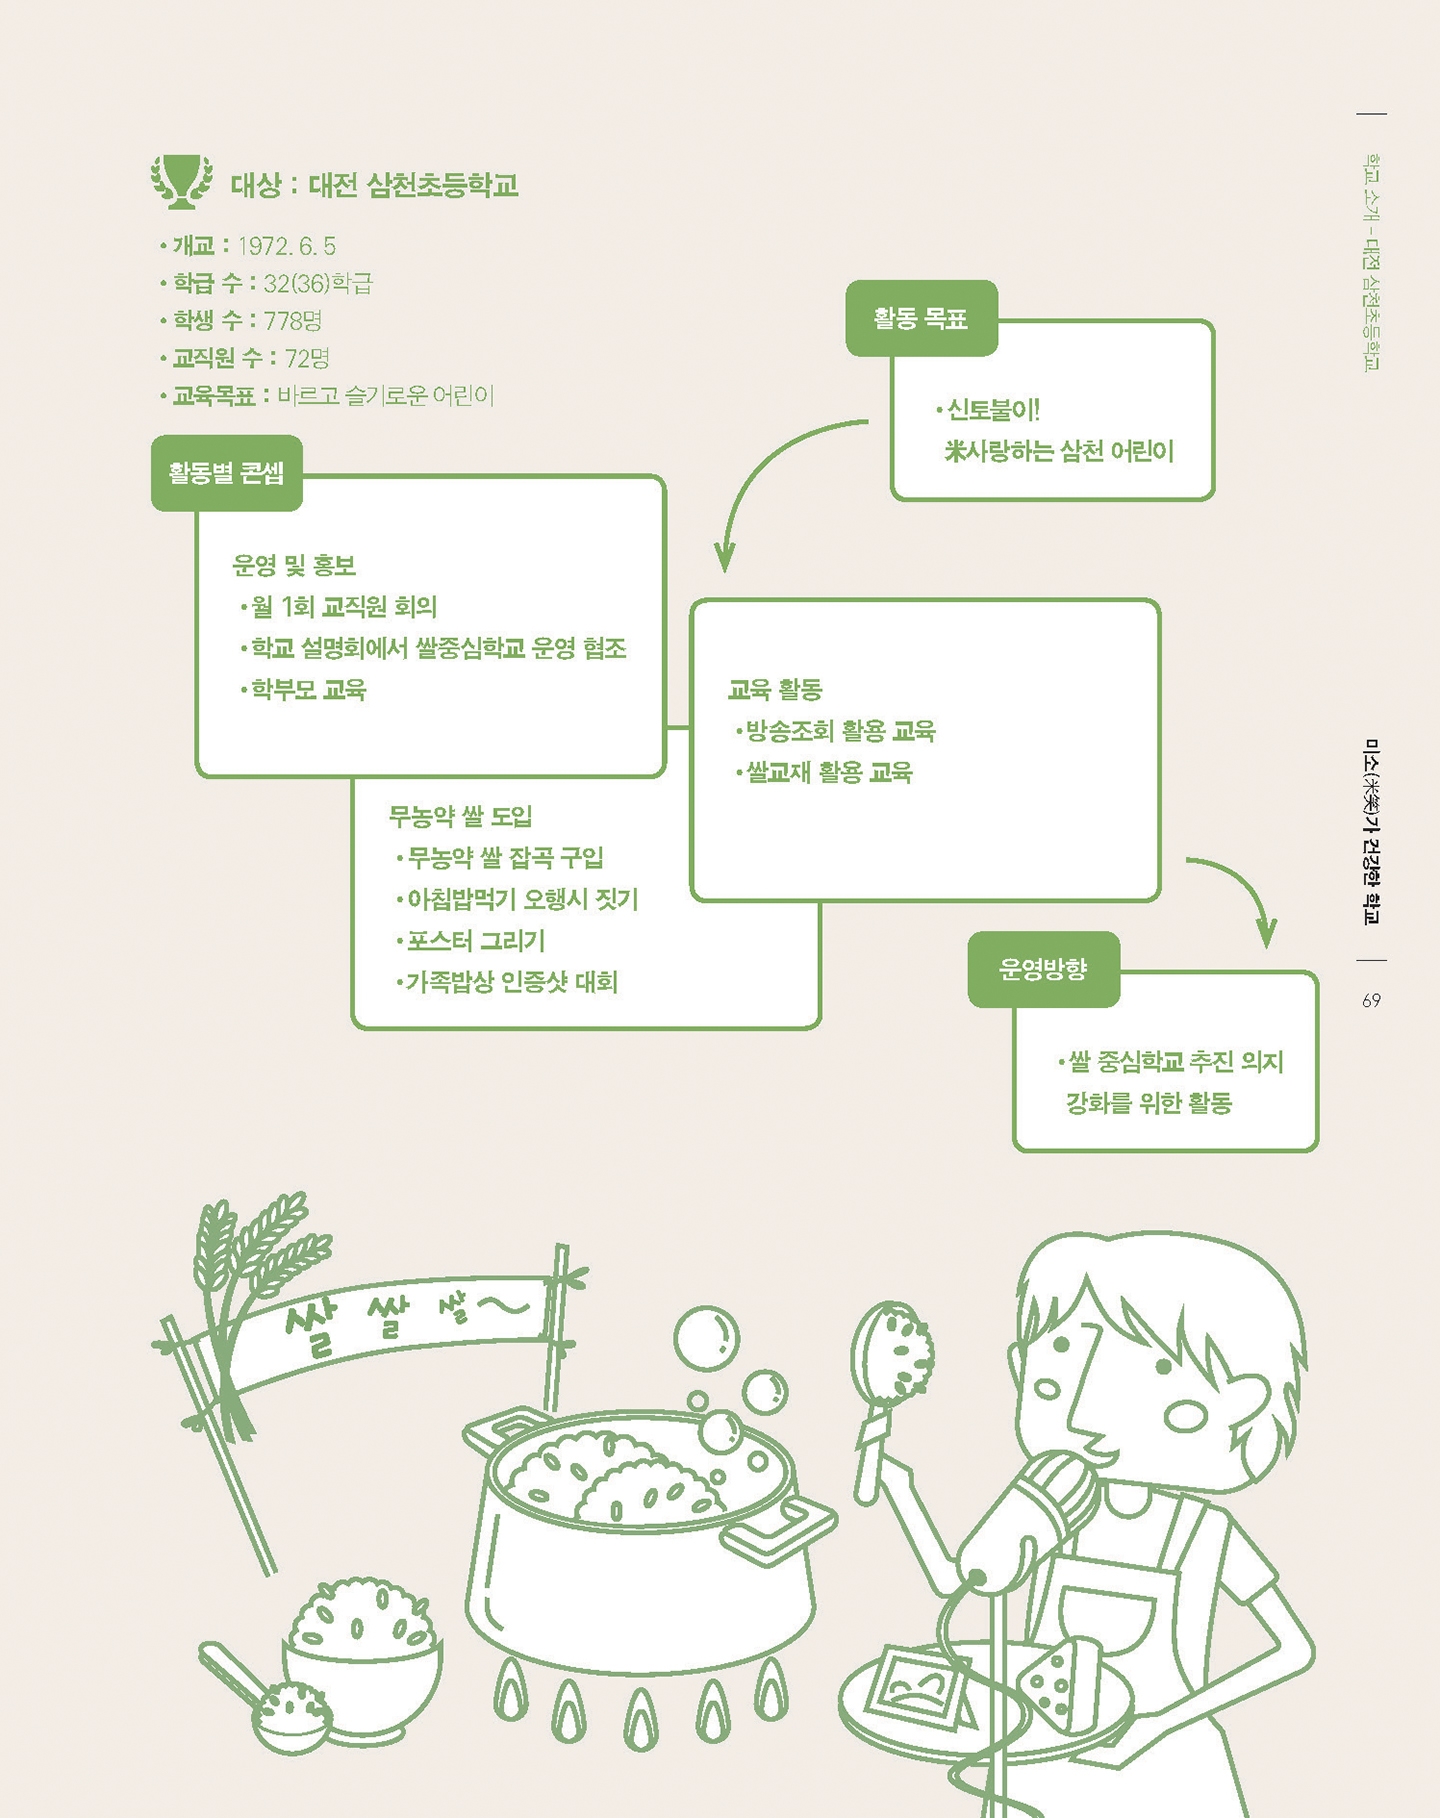 대상 : 대전 삼천초등학교
• 개교 : 1972. 6. 5
• 학급 수 : 32(36)학급
• 학생 수 : 778명
• 교직원 수 : 72명
• 교육목표 : 바르고 슬기로운 어린이
활동 목표
• 신토불이!
米사랑하는 삼천 어린이
활동별 콘셉
운영 및 홍보
• 월 1회 교직원 회의
• 학교 설명회에서 쌀중심학교 운영 협조
• 학부모 교육
교육 활동
• 방송조회 활용 교육
• 쌀교재 활용 교육
무농약 쌀 도입
• 무농약 쌀 잡곡 구입
• 아침밥먹기 오행시 짓기
• 포스터 그리기
• 가족밥상 인증샷 대회
운영방향
• 쌀 중심학교 추진 의지
강화를 위한 활동
쌀 쌀 쌀~
학교 소개 - 대전 삼천초등학교
미소(米笑)가 건강한 학교
69